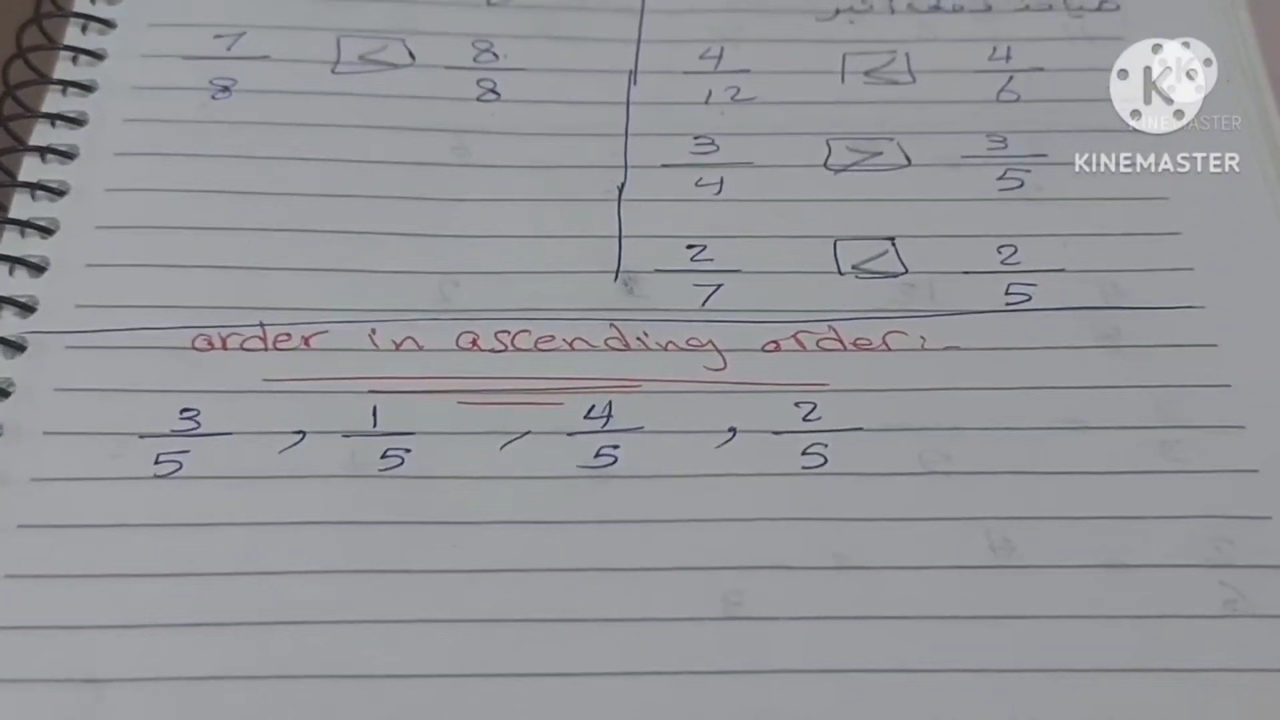 7/8 < 8/8
4/12 < 4/6
3/4 > 3/5
2/7 < 2/5
order in ascending order:-
3/5 , 1/5 , 4/5 , 2/5
K
KINEMASTER
KINEMASTER